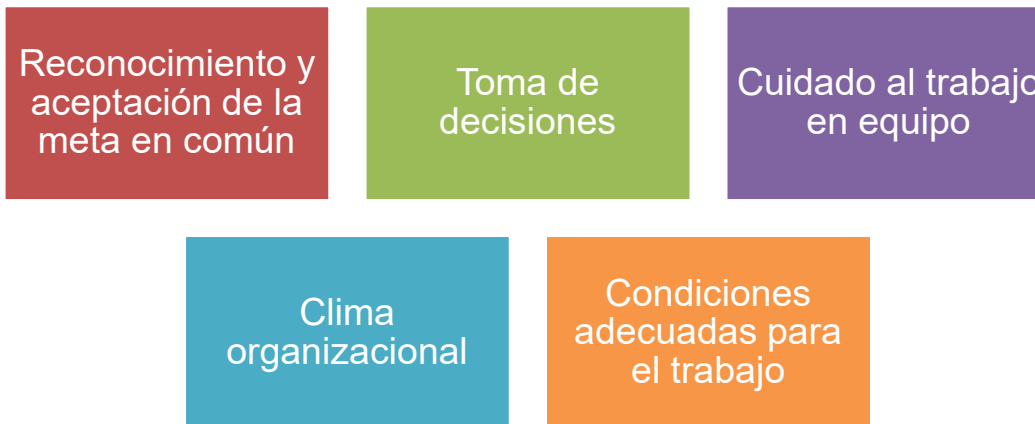 Reconocimiento y
aceptación de la
meta en común
Toma de
decisiones
Cuidado al trabajo
en equipo
Clima
organizacional
Condiciones
adecuadas para
el trabajo